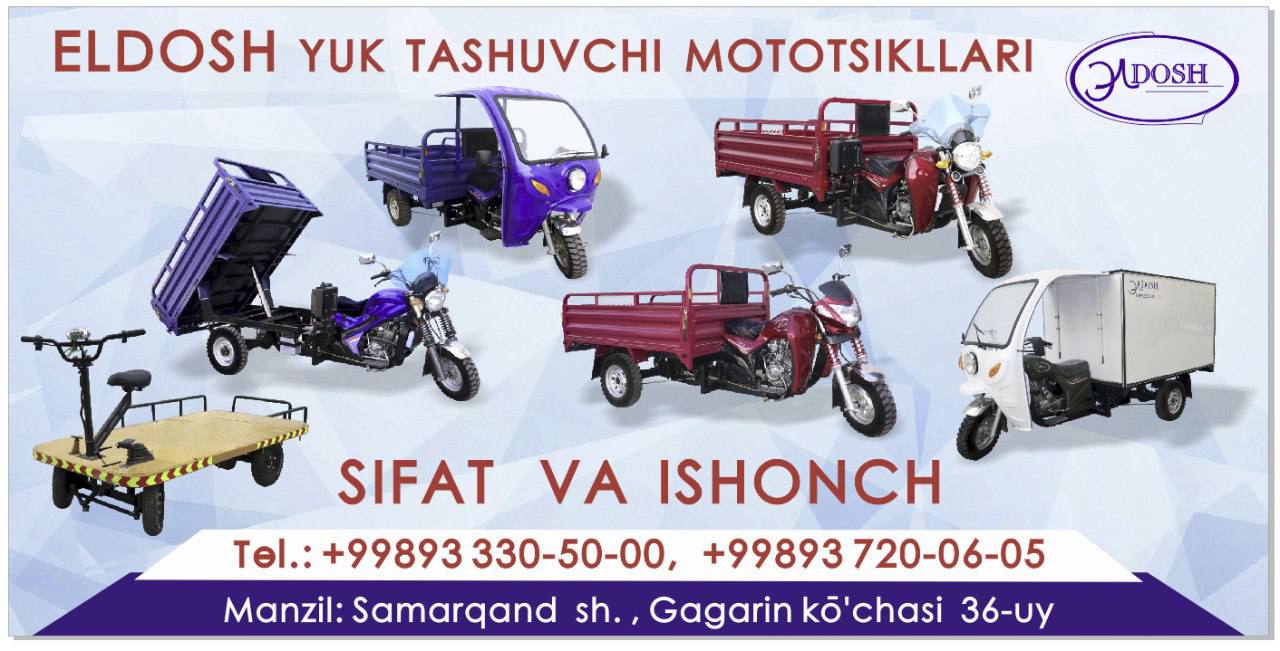 ELDOSH YUK TASHUVCHI MOTOTSIKLLARI
ЭЛDOSH
ЭЛDOSH
SIFAT VA ISHONCH
Tel.: +99893 330-50-00, +99893 720-06-05
Manzil: Samarqand sh. , Gagarin kō'chasi 36-uy